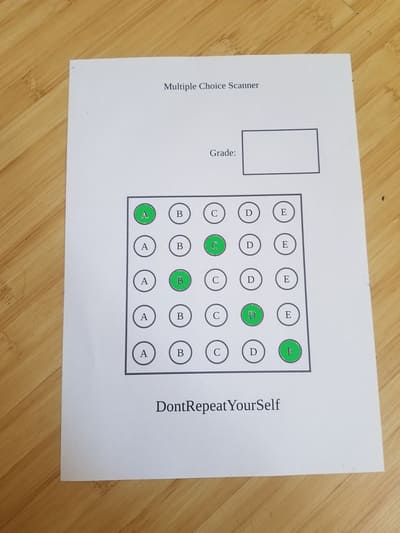 Multiple Choice Scanner
Grade:
A B C D E
A B C D E
A B C D E
A B C D E
A B C D E
DontRepeatYourSelf